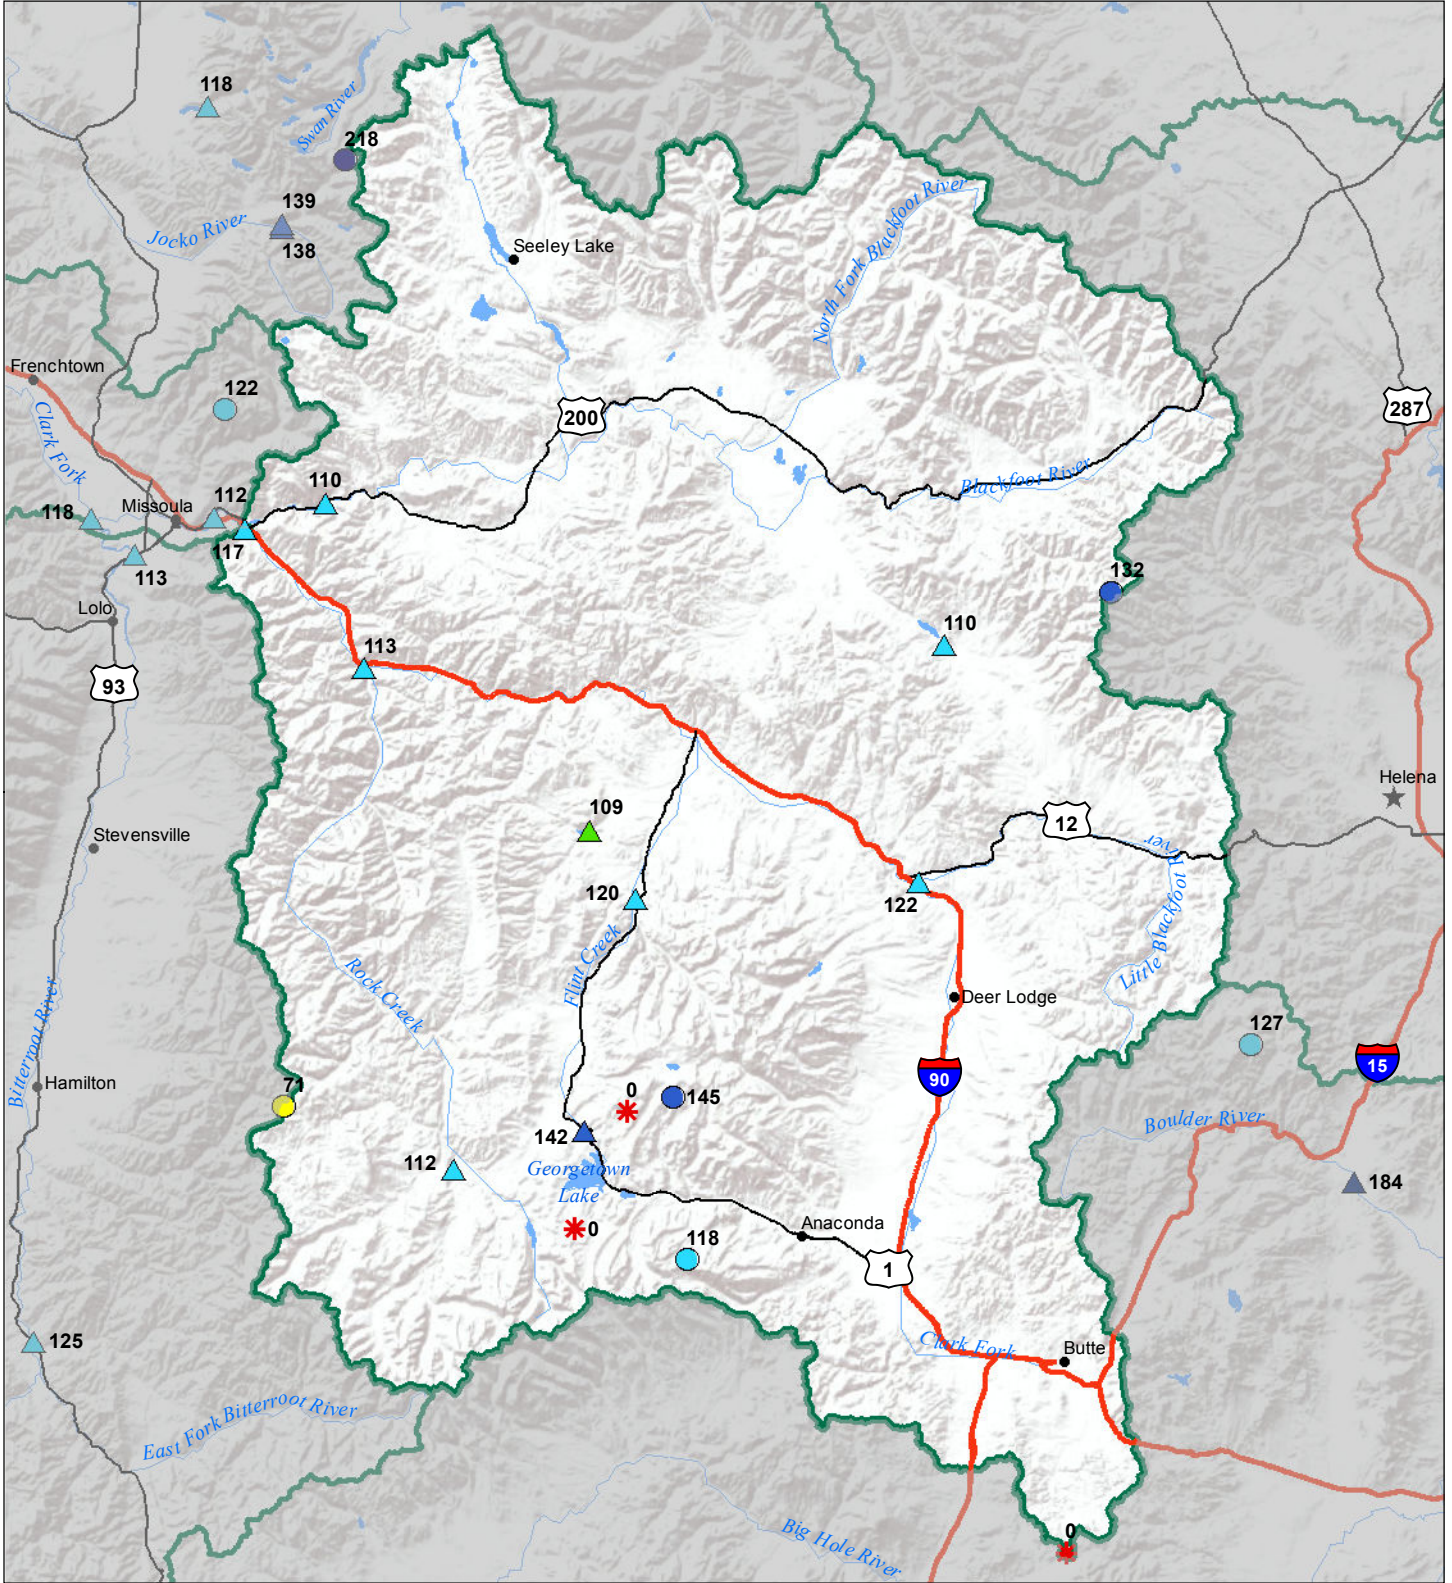 118
Swan River
218
139
Jocko River
138
Seeley Lake
North Fork Blackfoot River
Frenchtown
122
Clark Fork
200
287
110
112
Missoula
118
117
113
Blackfoot River
132
Lolo
110
113
93
Helena
109
12
Stevensville
120
122
Little Blackfoot River
Flint Creek
Rock Creek
Deer Lodge
127
Bitterroot River
Hamilton
15
90
71
0
145
142
Boulder River
112
Georgetown
Lake
184
0
118
Anaconda
1
125
Clark Fork
Butte
East Fork Bitterroot River
Big Hole River
0